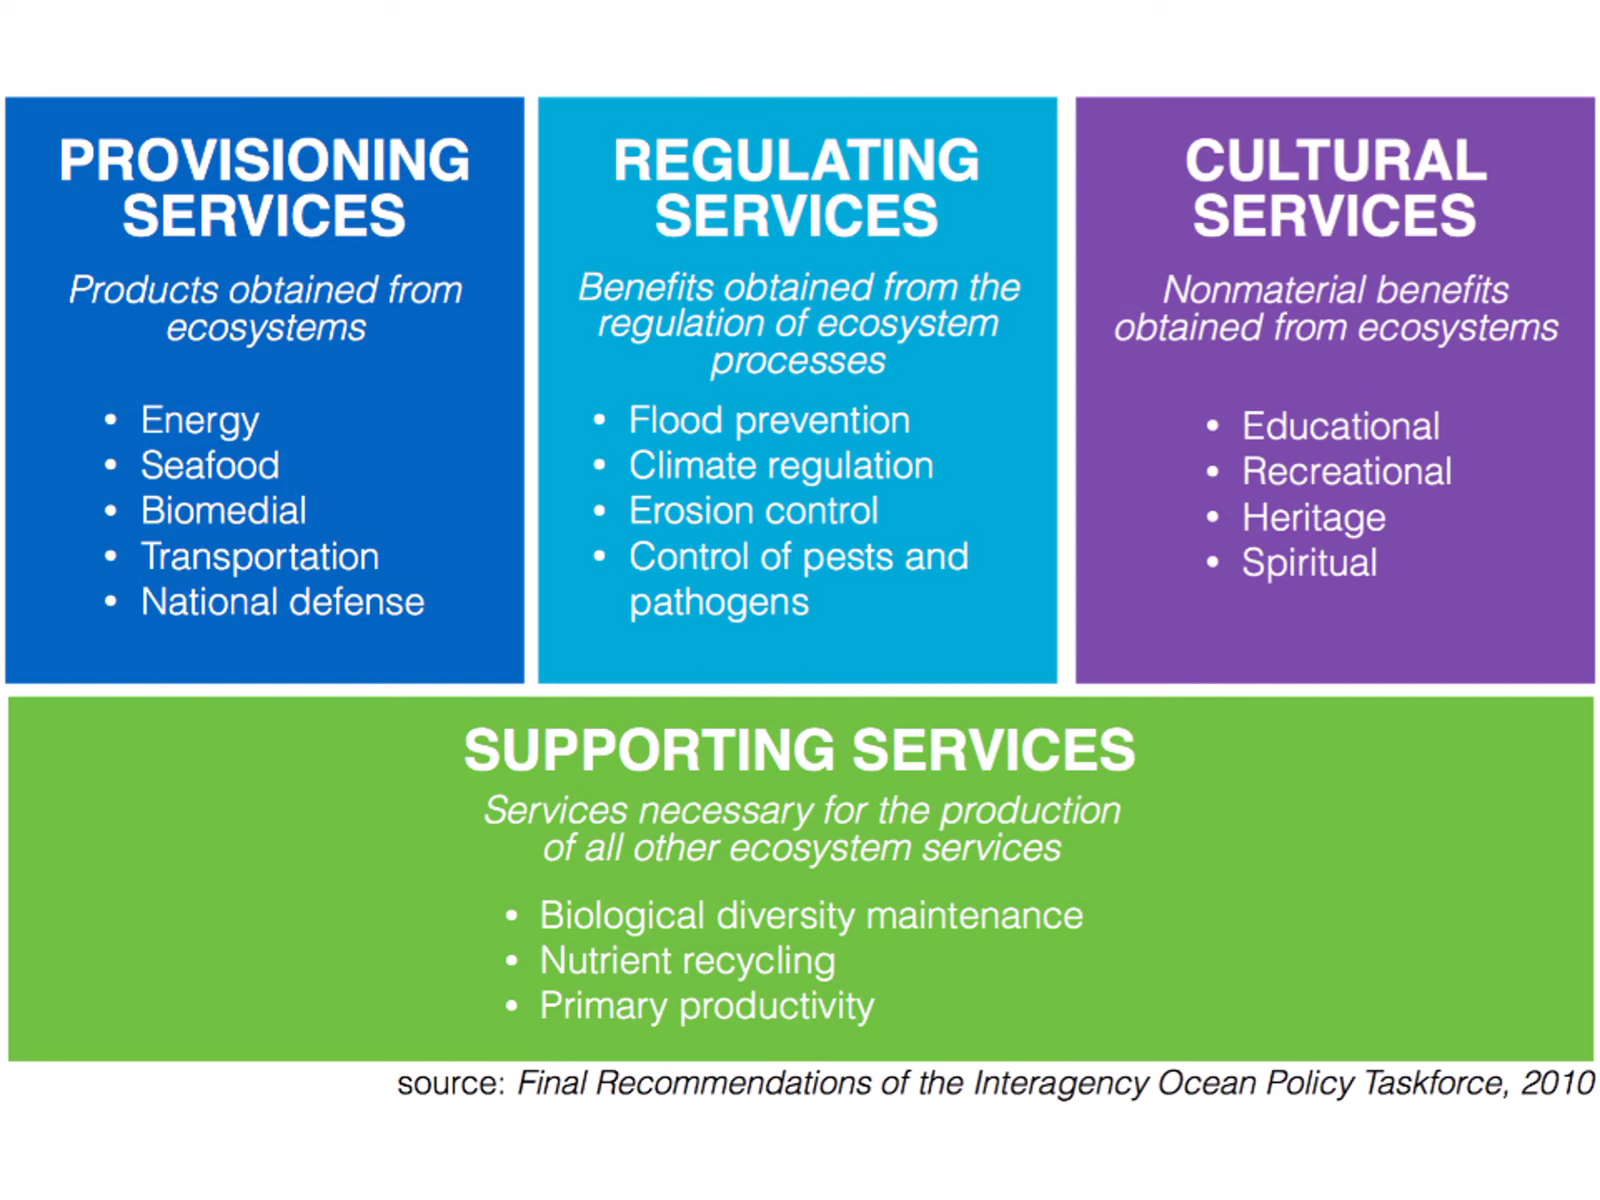 PROVISIONING
SERVICES
Products obtained from
ecosystems
• Energy
• Seafood
• Biomedial
• Transportation
• National defense
REGULATING
SERVICES
Benefits obtained from the
regulation of ecosystem
processes
• Flood prevention
• Climate regulation
• Erosion control
• Control of pests and
pathogens
CULTURAL
SERVICES
Nonmaterial benefits
obtained from ecosystems
• Educational
• Recreational
• Heritage
• Spiritual
SUPPORTING SERVICES
Services necessary for the production
of all other ecosystem services
• Biological diversity maintenance
• Nutrient recycling
• Primary productivity
source: Final Recommendations of the Interagency Ocean Policy Taskforce, 2010